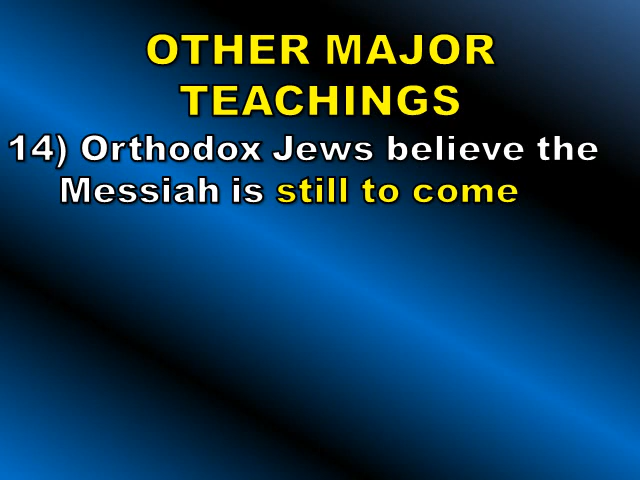 OTHER MAJOR
TEACHINGS
14) Orthodox Jews believe the
Messiah is still to come